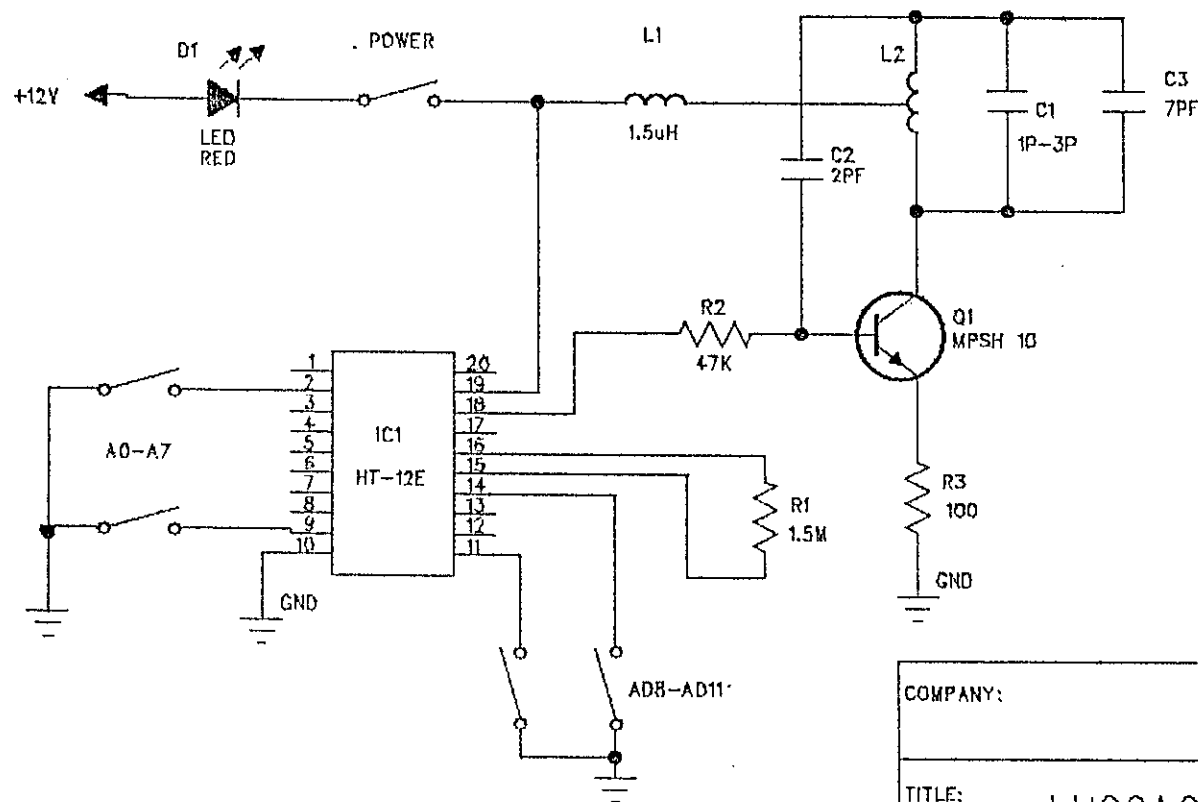 D1
. POWER
L1
L2
+12V
LED
RED
1.5uH
C2
2PF
C1
1P-3P
C3
7PF
R2
47K
Q1
MPSH 10
1
2
3
4
5
6
7
8
9
10
20
19
18
17
16
15
14
13
12
11
IC1
HT-12E
A0-A7
R1
1.5M
R3
100
GND
GND
AD8-AD11
COMPANY:
TITLE: